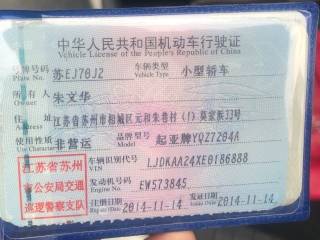 中华人民共和国机动车行驶证
Vehicle License of the People's Republic of China
号牌号码 苏EJ70J2 车辆类型 小型轿车
Plate No. Vehicle Type
所有人 朱文华
Owner
住址 江苏省苏州市相城区元和朱巷村(1)莫家浜33号
Address
使用性质 非营运 品牌型号 起亚牌YQZ7204A
Use Character Model
江苏省苏州
市公安局交通
巡逻警察支队
车辆识别代号 LJDKAA24XE0186888
VIN
发动机号码 EW573845
Engine No.
注册日期 2014-11-14 发证日期 2014-11-14
Register Date Issue Date